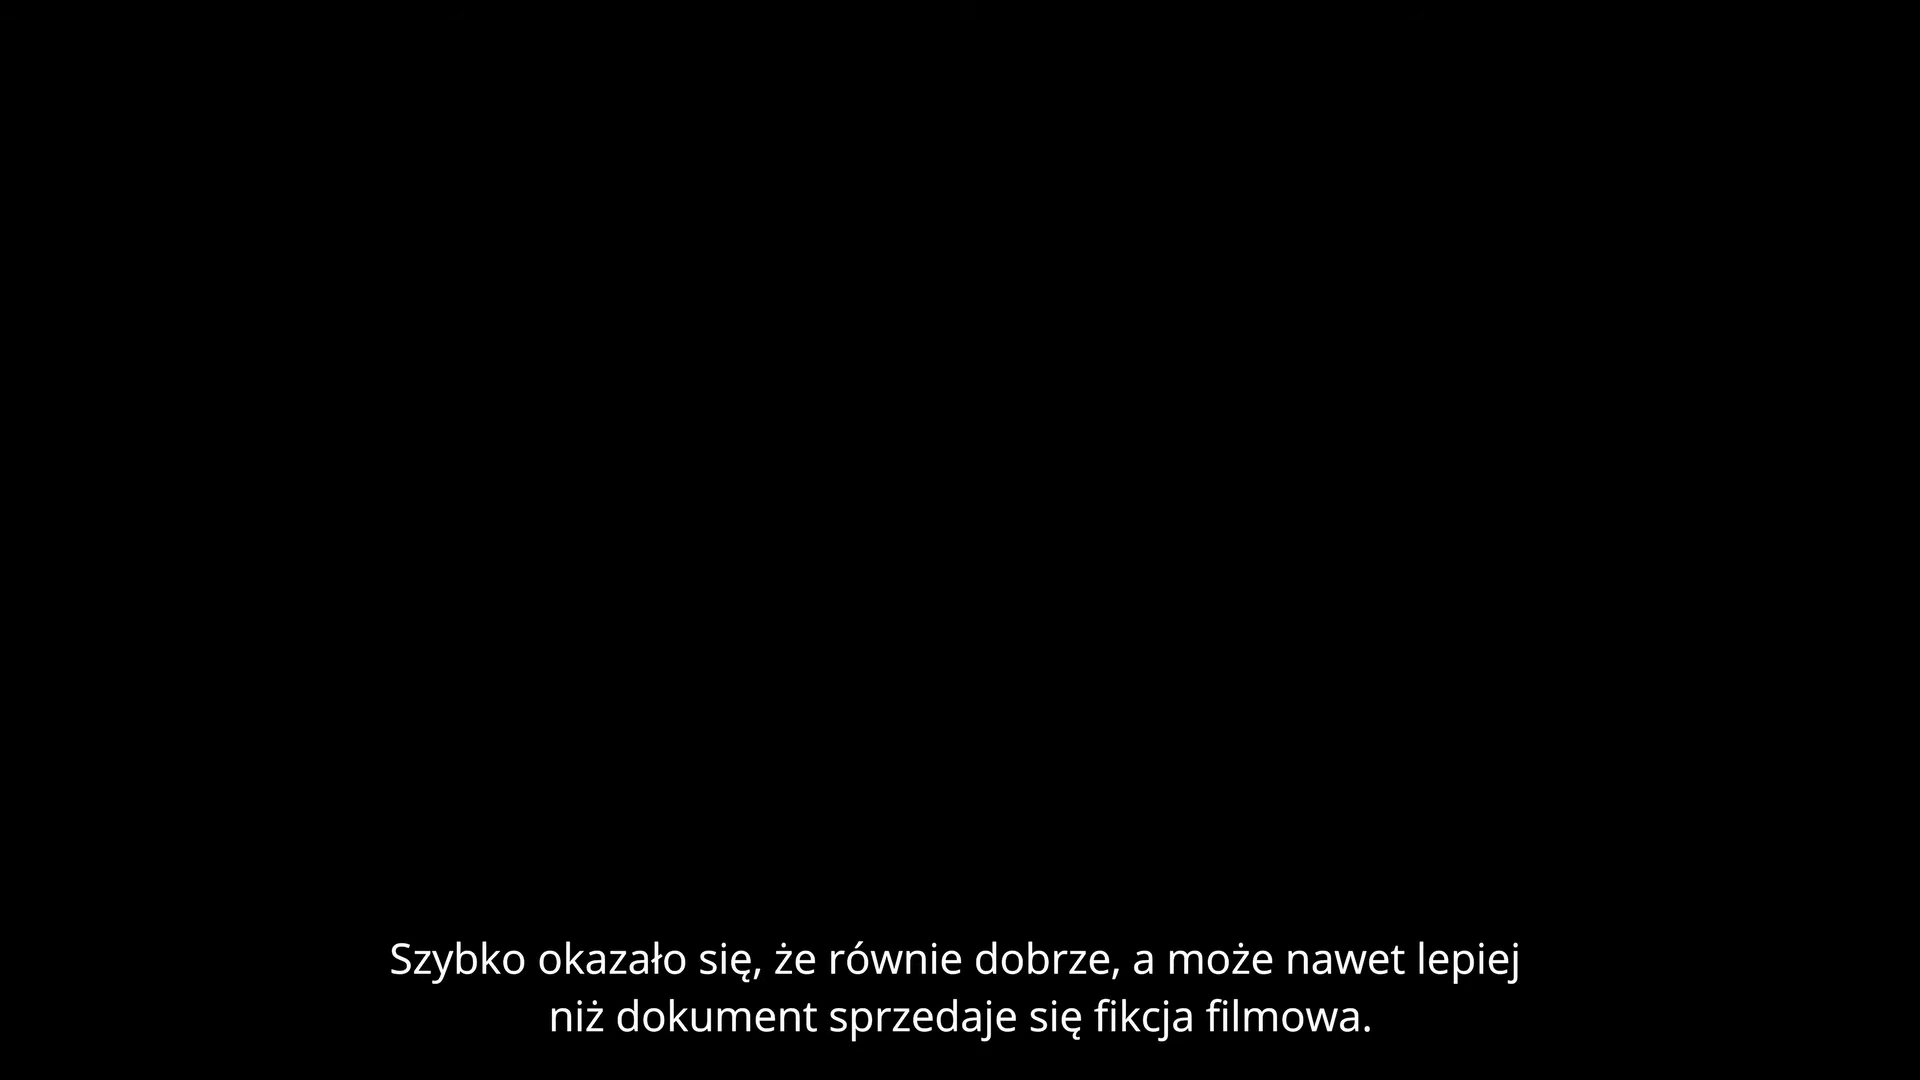 Szybko okazało się, że równie dobrze, a może nawet lepiej
niż dokument sprzedaje się fikcja filmowa.